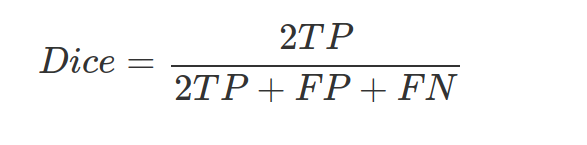 Dice = 2TP / 2TP + FP + FN